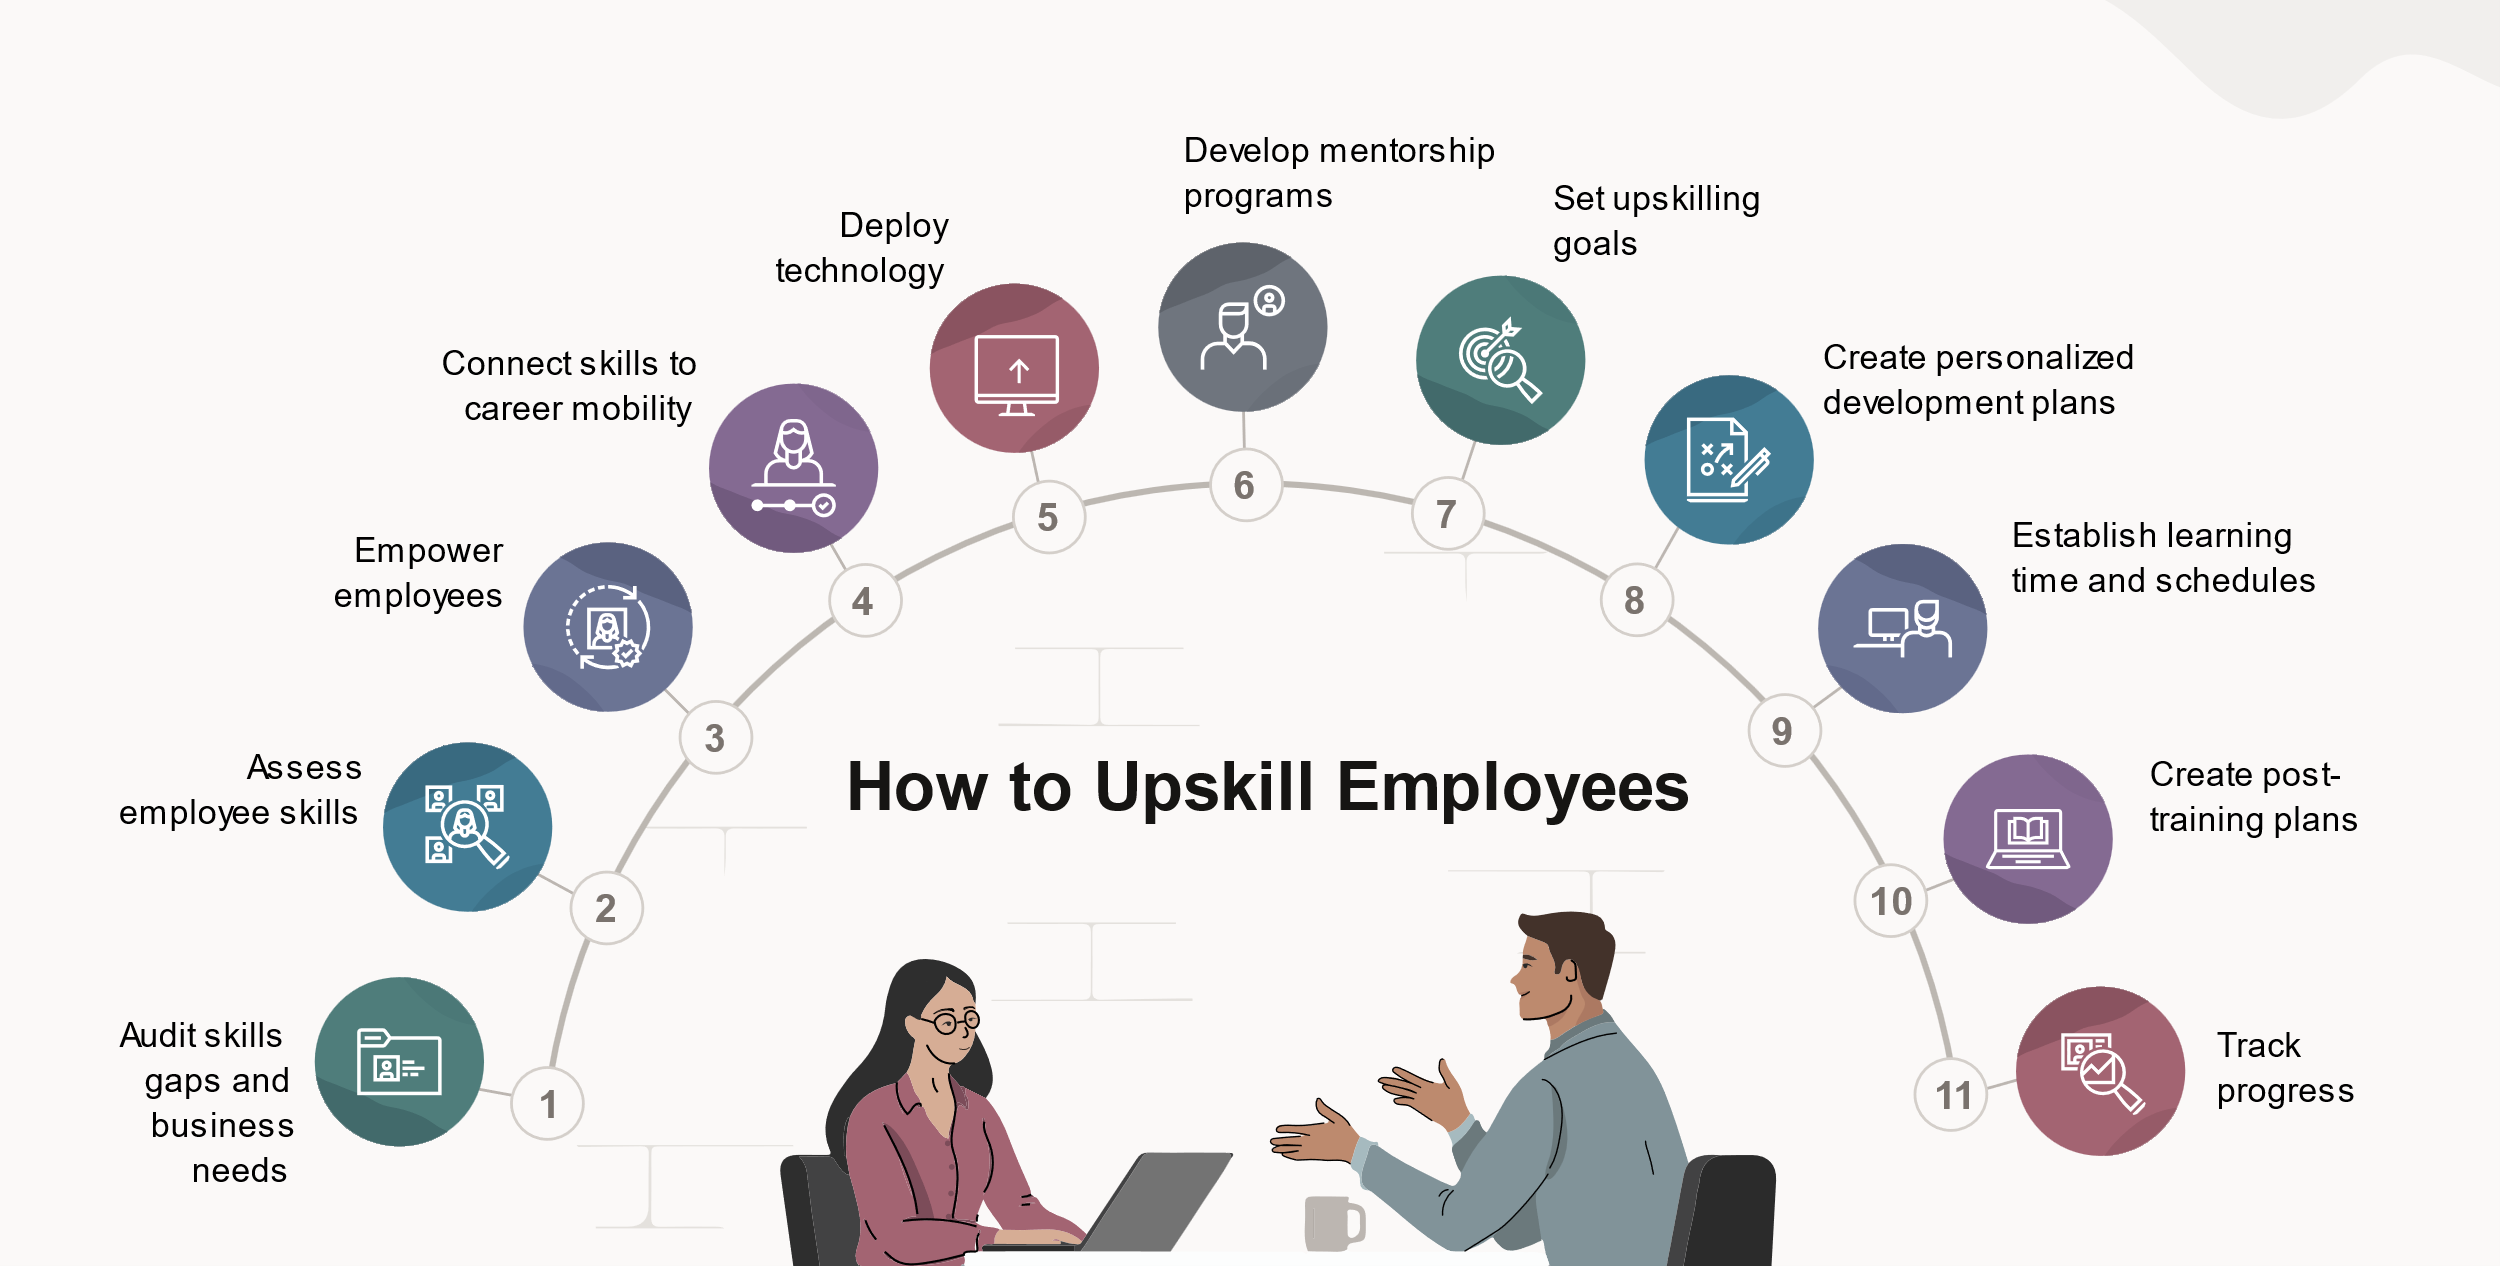 How to Upskill Employees
1
Audit skills
gaps and
business
needs
2
Assess
employee skills
3
Empower
employees
4
Connect skills to
career mobility
5
Deploy
technology
6
Develop mentorship
programs
7
Set upskilling
goals
8
Create personalized
development plans
9
Establish learning
time and schedules
10
Create post-
training plans
11
Track
progress